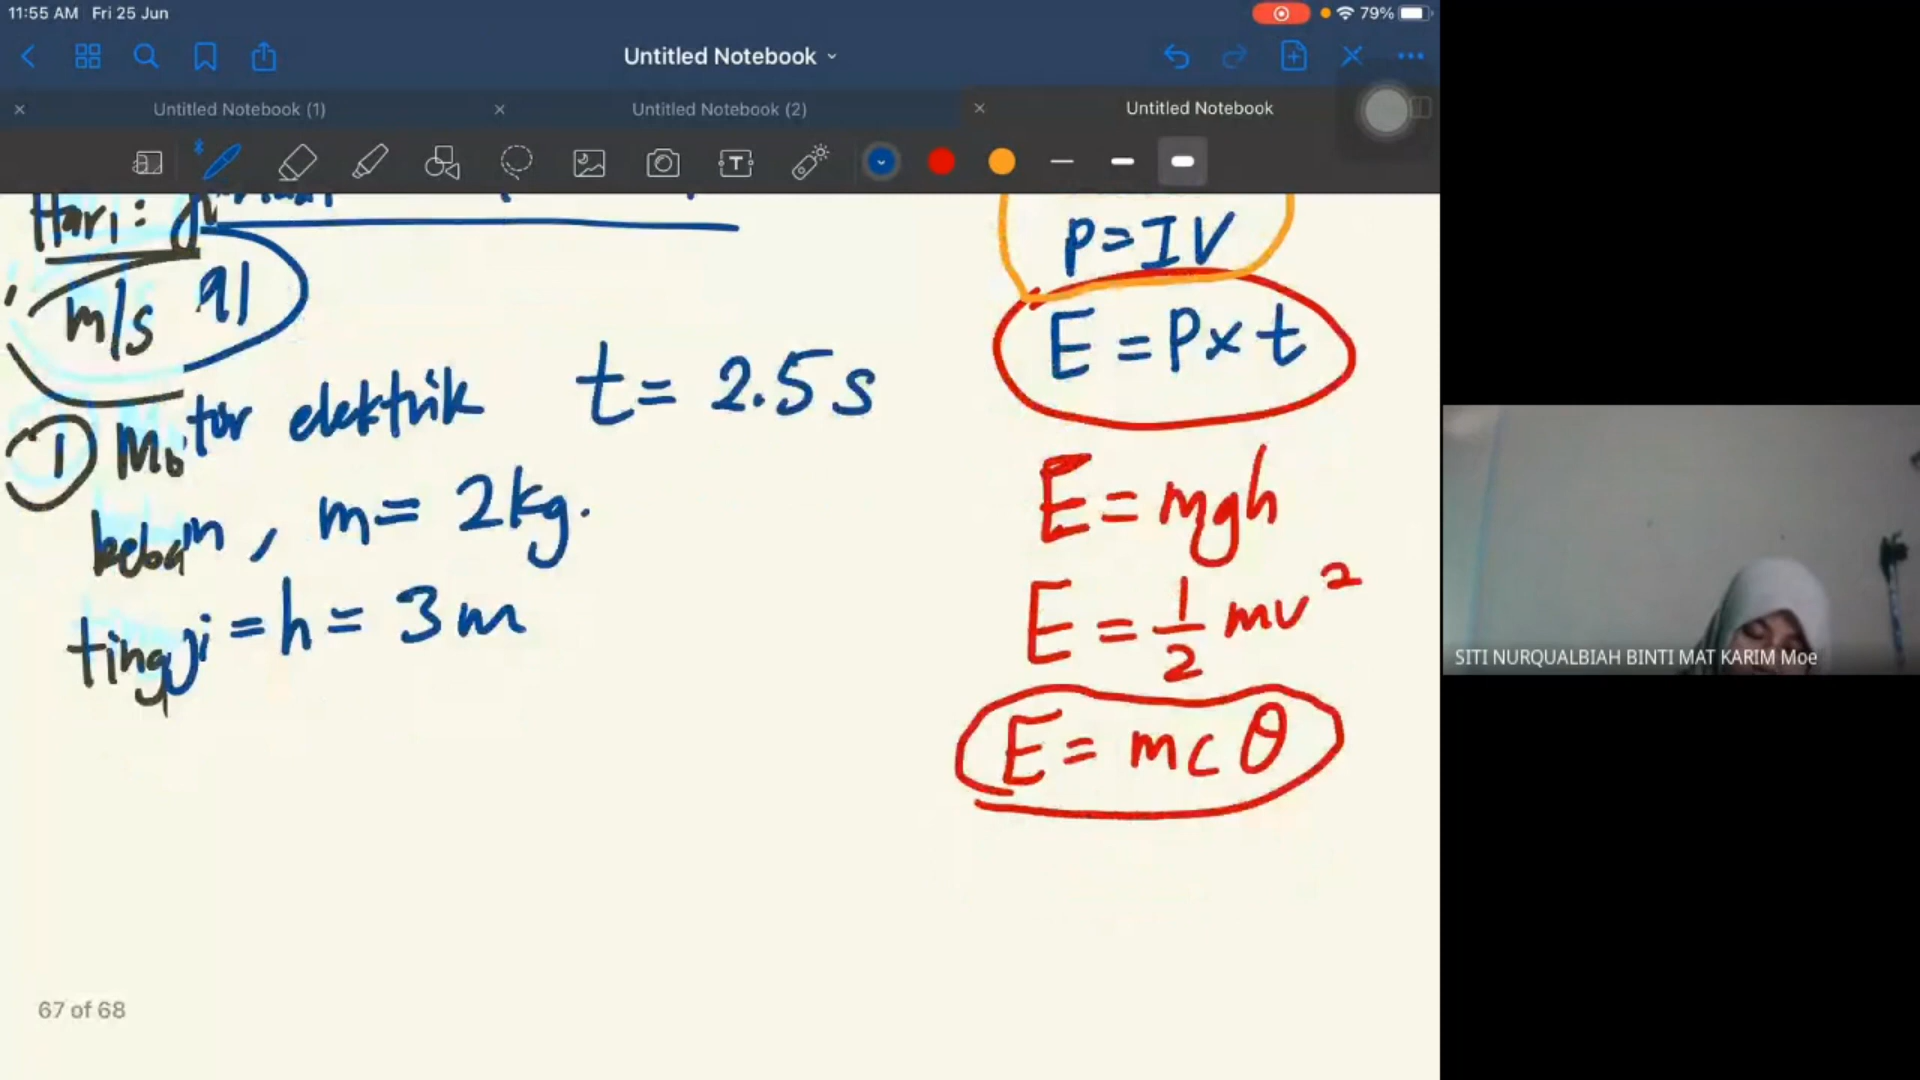 11:55 AM Fri 25 Jun
79%
Untitled Notebook
Untitled Notebook (1)
Untitled Notebook (2)
Untitled Notebook
Hari:
m/s 91
① Motor elektrik t = 2.5 s
beban, m = 2 kg.
tinggi = h = 3 m
P = IV
E = P x t
E = mgh
E = 1/2 mv²
E = mcθ
SITI NURQUALBIAH BINTI MAT KARIM Moe
67 of 68